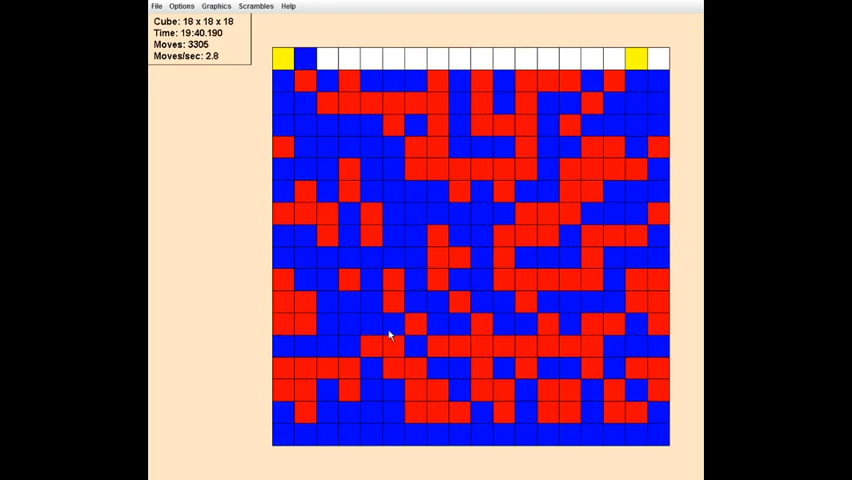 File Options Graphics Scrambles Help
Cube: 18 x 18 x 18
Time: 19:40.190
Moves: 3305
Moves/sec: 2.8